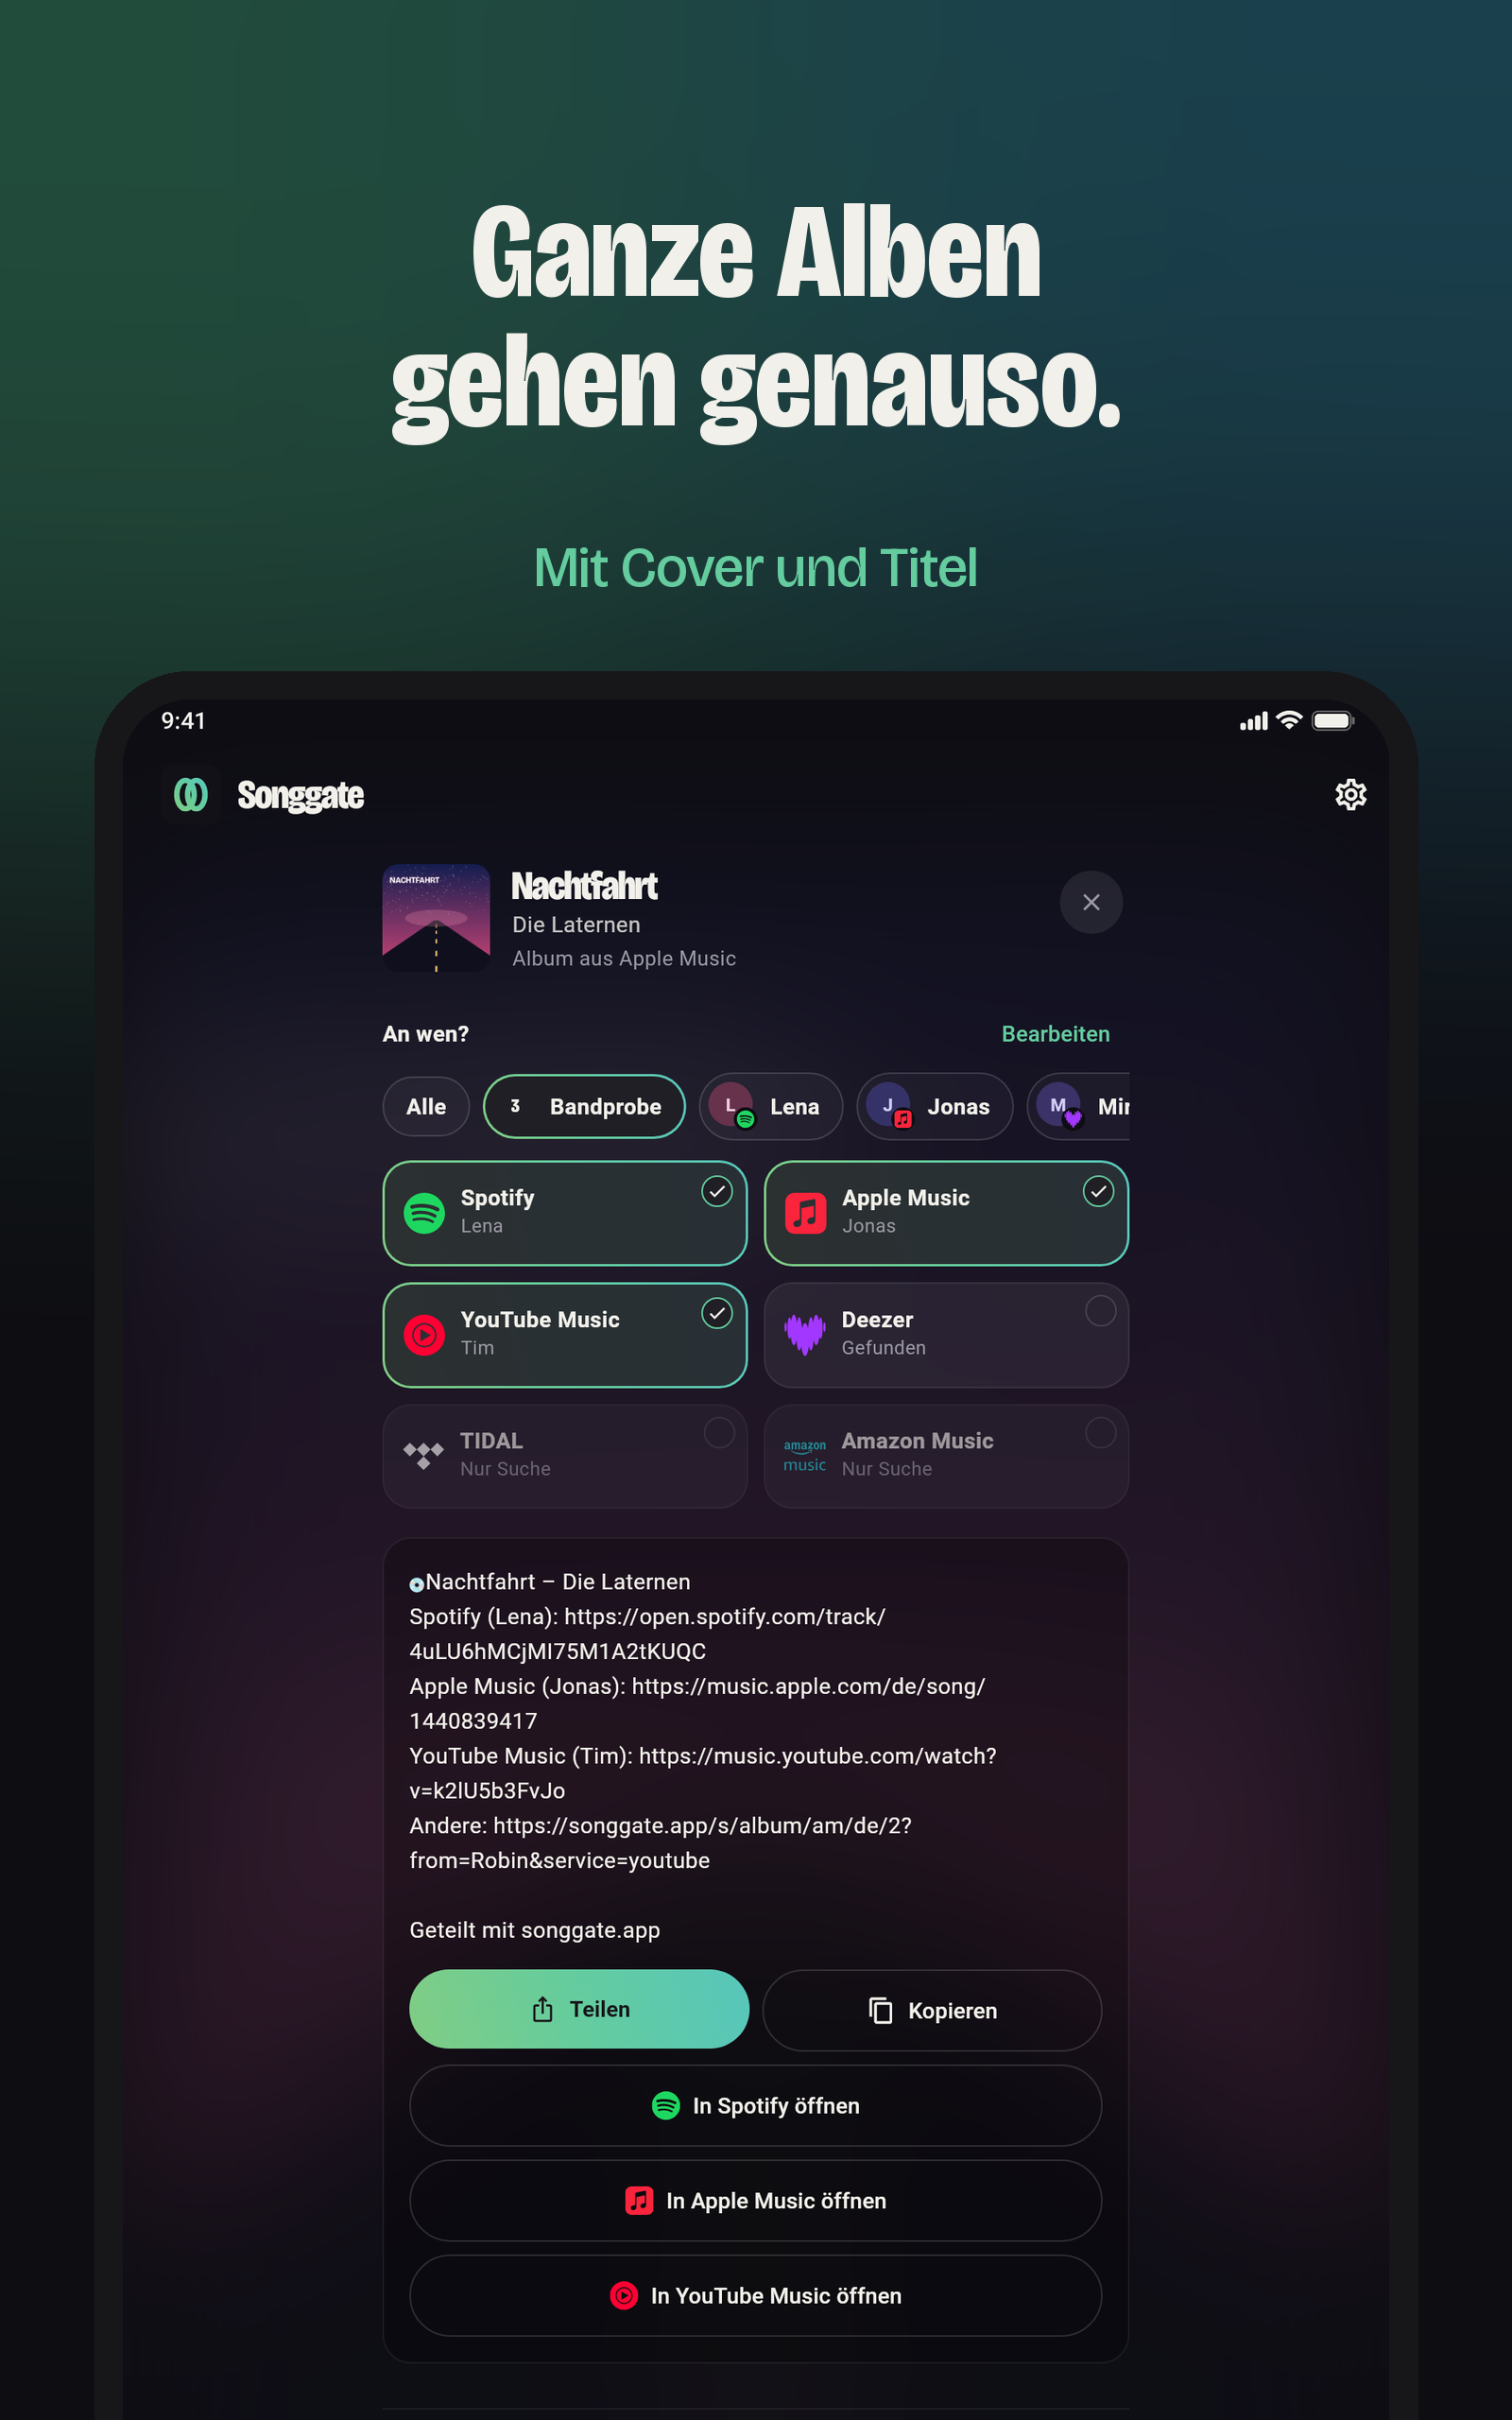 Ganze Alben
gehen genauso.
Mit Cover und Titel
9:41
Songgate
NACHTFAHRT
Nachtfahrt
Die Laternen
Album aus Apple Music
An wen?
Bearbeiten
Alle
3 Bandprobe
L Lena
J Jonas
M Mir
Spotify
Lena
Apple Music
Jonas
YouTube Music
Tim
Deezer
Gefunden
TIDAL
Nur Suche
amazon
music
Amazon Music
Nur Suche
Nachtfahrt – Die Laternen
Spotify (Lena): https://open.spotify.com/track/
4uLU6hMCjMI75M1A2tKUQC
Apple Music (Jonas): https://music.apple.com/de/song/
1440839417
YouTube Music (Tim): https://music.youtube.com/watch?
v=k2lU5b3FvJo
Andere: https://songgate.app/s/album/am/de/2?
from=Robin&service=youtube
Geteilt mit songgate.app
Teilen
Kopieren
In Spotify öffnen
In Apple Music öffnen
In YouTube Music öffnen